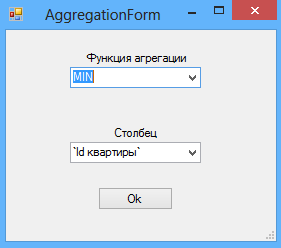 AggregationForm
Функция агрегации
MIN
Столбец
`Id квартиры`
Ok